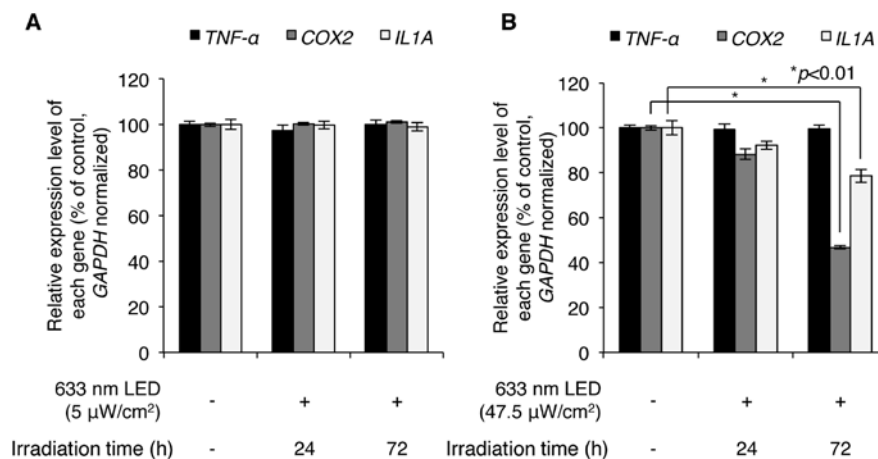 A
TNF-α COX2 IL1A
Relative expression level of
each gene (% of control,
GAPDH normalized)
120
100
80
60
40
20
0
633 nm LED
(5 µW/cm²)
- + +
Irradiation time (h) - 24 72
B
TNF-α COX2 IL1A
*p<0.01
*
*
Relative expression level of
each gene (% of control,
GAPDH normalized)
120
100
80
60
40
20
0
633 nm LED
(47.5 µW/cm²)
- + +
Irradiation time (h) - 24 72